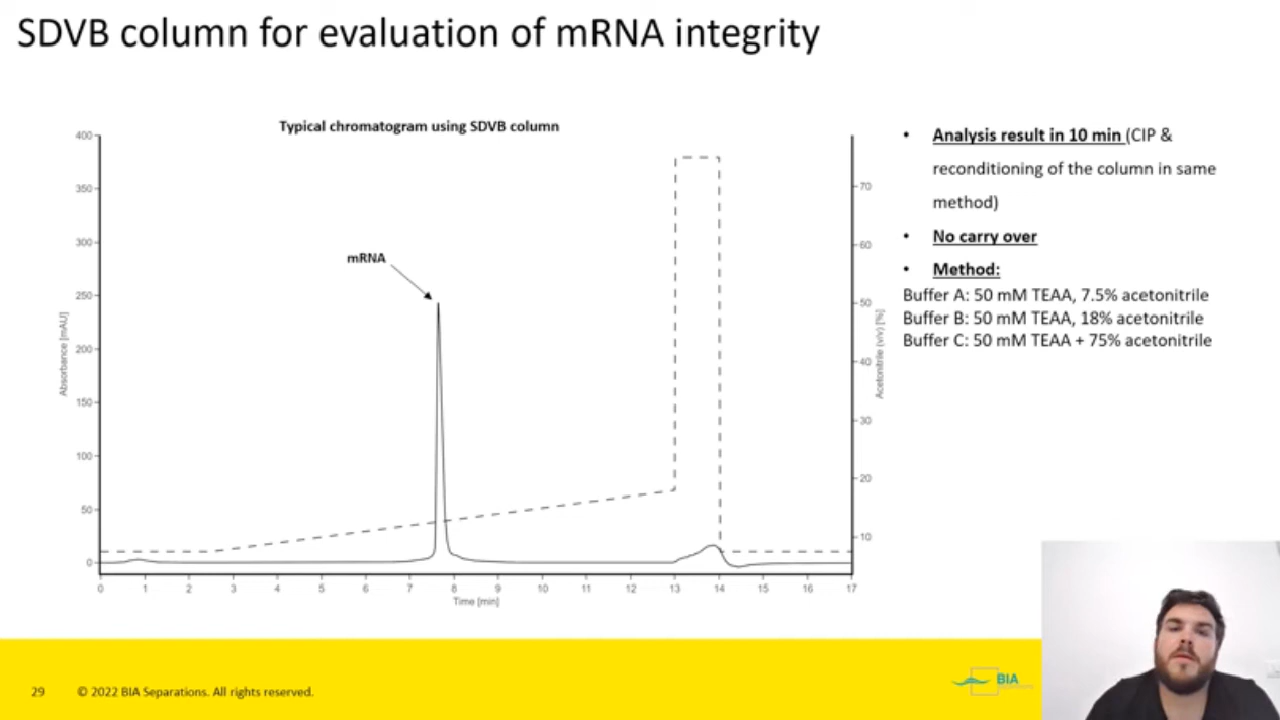 SDVB column for evaluation of mRNA integrity
Typical chromatogram using SDVB column
400
350
300
250
200
150
100
50
0
Absorbance [mAU]
mRNA
0 1 2 3 4 5 6 7 8 9 10 11 12 13 14 15 16 17
Time [min]
70
60
50
40
30
20
10
Acetonitrile (v/v) [%]
• Analysis result in 10 min (CIP &
reconditioning of the column in same
method)
• No carry over
• Method:
Buffer A: 50 mM TEAA, 7.5% acetonitrile
Buffer B: 50 mM TEAA, 18% acetonitrile
Buffer C: 50 mM TEAA + 75% acetonitrile
29
© 2022 BIA Separations. All rights reserved.
BIA